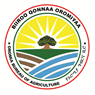 BIIROO QONNAA OROMIYAA
OROMIA BUREAU OF AGRICULTURE